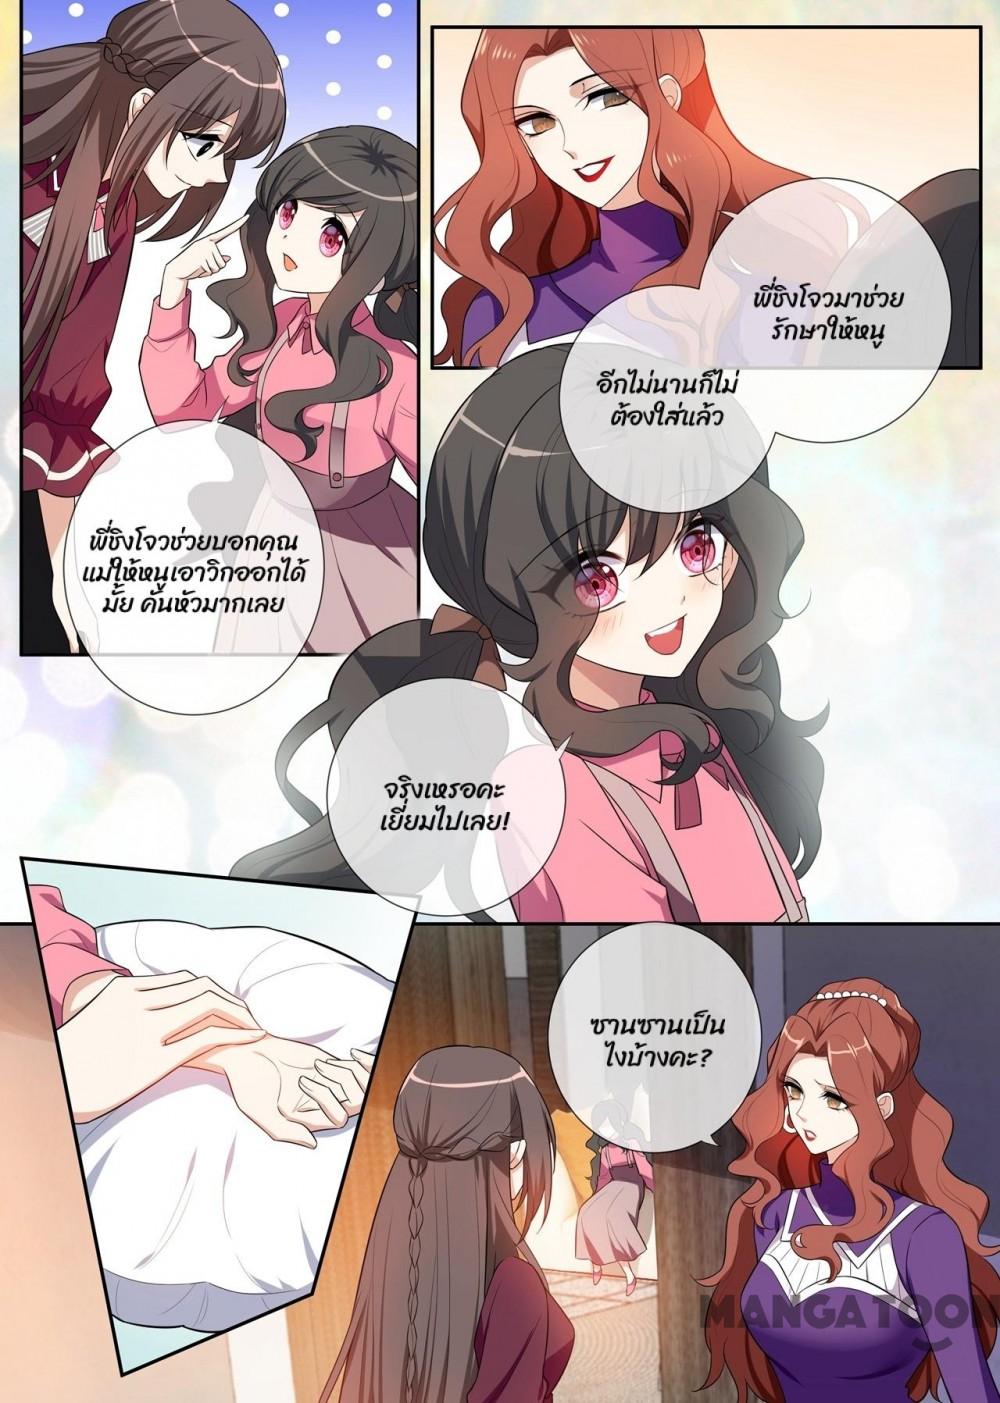 พี่ชิงโจวช่วยบอกคุณ
แม่ให้หนูเอาวิกออกได้
มั้ย คันหัวมากเลย
พี่ชิงโจวมาช่วย
รักษาให้หนู
อีกไม่นานก็ไม่
ต้องใส่แล้ว
จริงเหรอคะ
เยี่ยมไปเลย!
ซานซานเป็น
ไงบ้างคะ?
MANGATOON